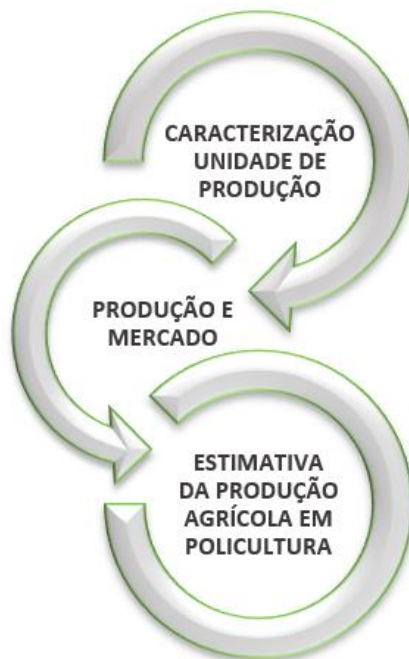 CARACTERIZAÇÃO
UNIDADE DE
PRODUÇÃO
PRODUÇÃO E
MERCADO
ESTIMATIVA
DA PRODUÇÃO
AGRÍCOLA EM
POLICULTURA